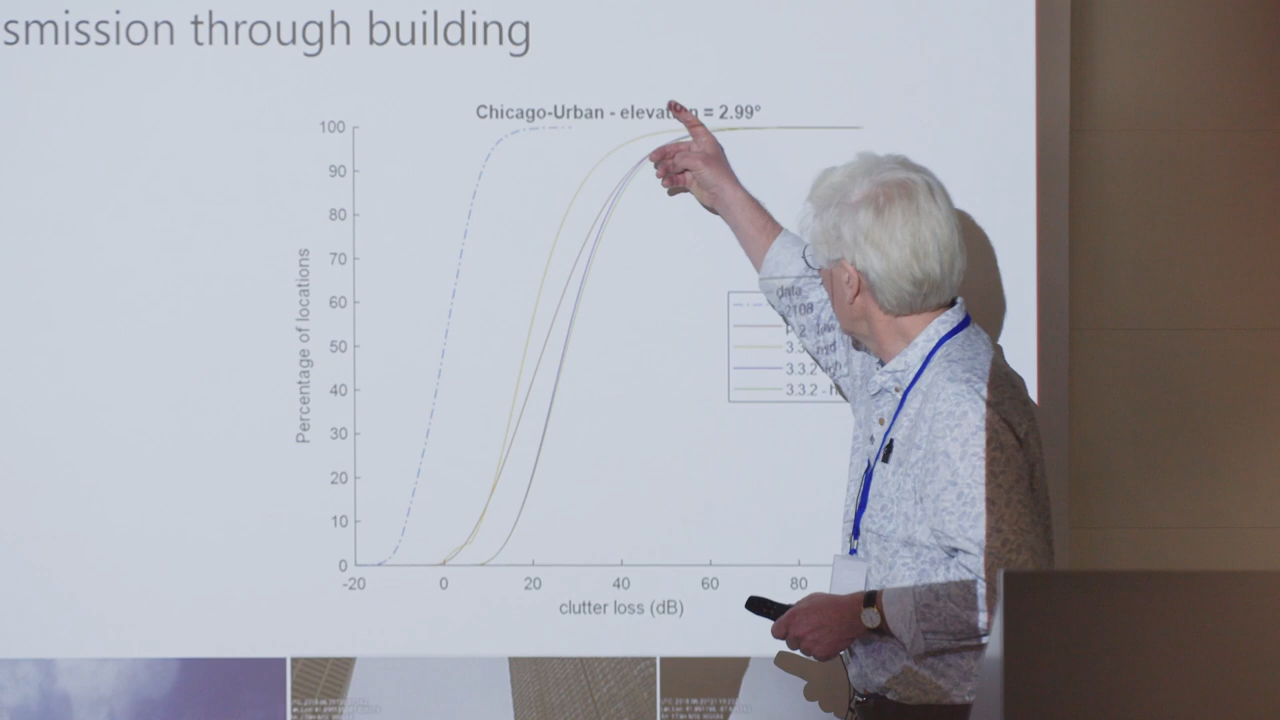 smission through building
Chicago-Urban - elevation = 2.99°
100
90
80
70
60
50
40
30
20
10
0
Percentage of locations
-20 0 20 40 60 80
clutter loss (dB)
data
2108
3.3
3.3.2 -
3.3.2 -